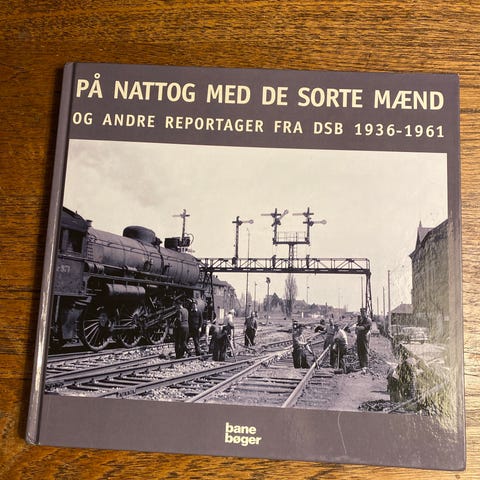 PÅ NATTOG MED DE SORTE MÆND
OG ANDRE REPORTAGER FRA DSB 1936-1961
bane
bøger